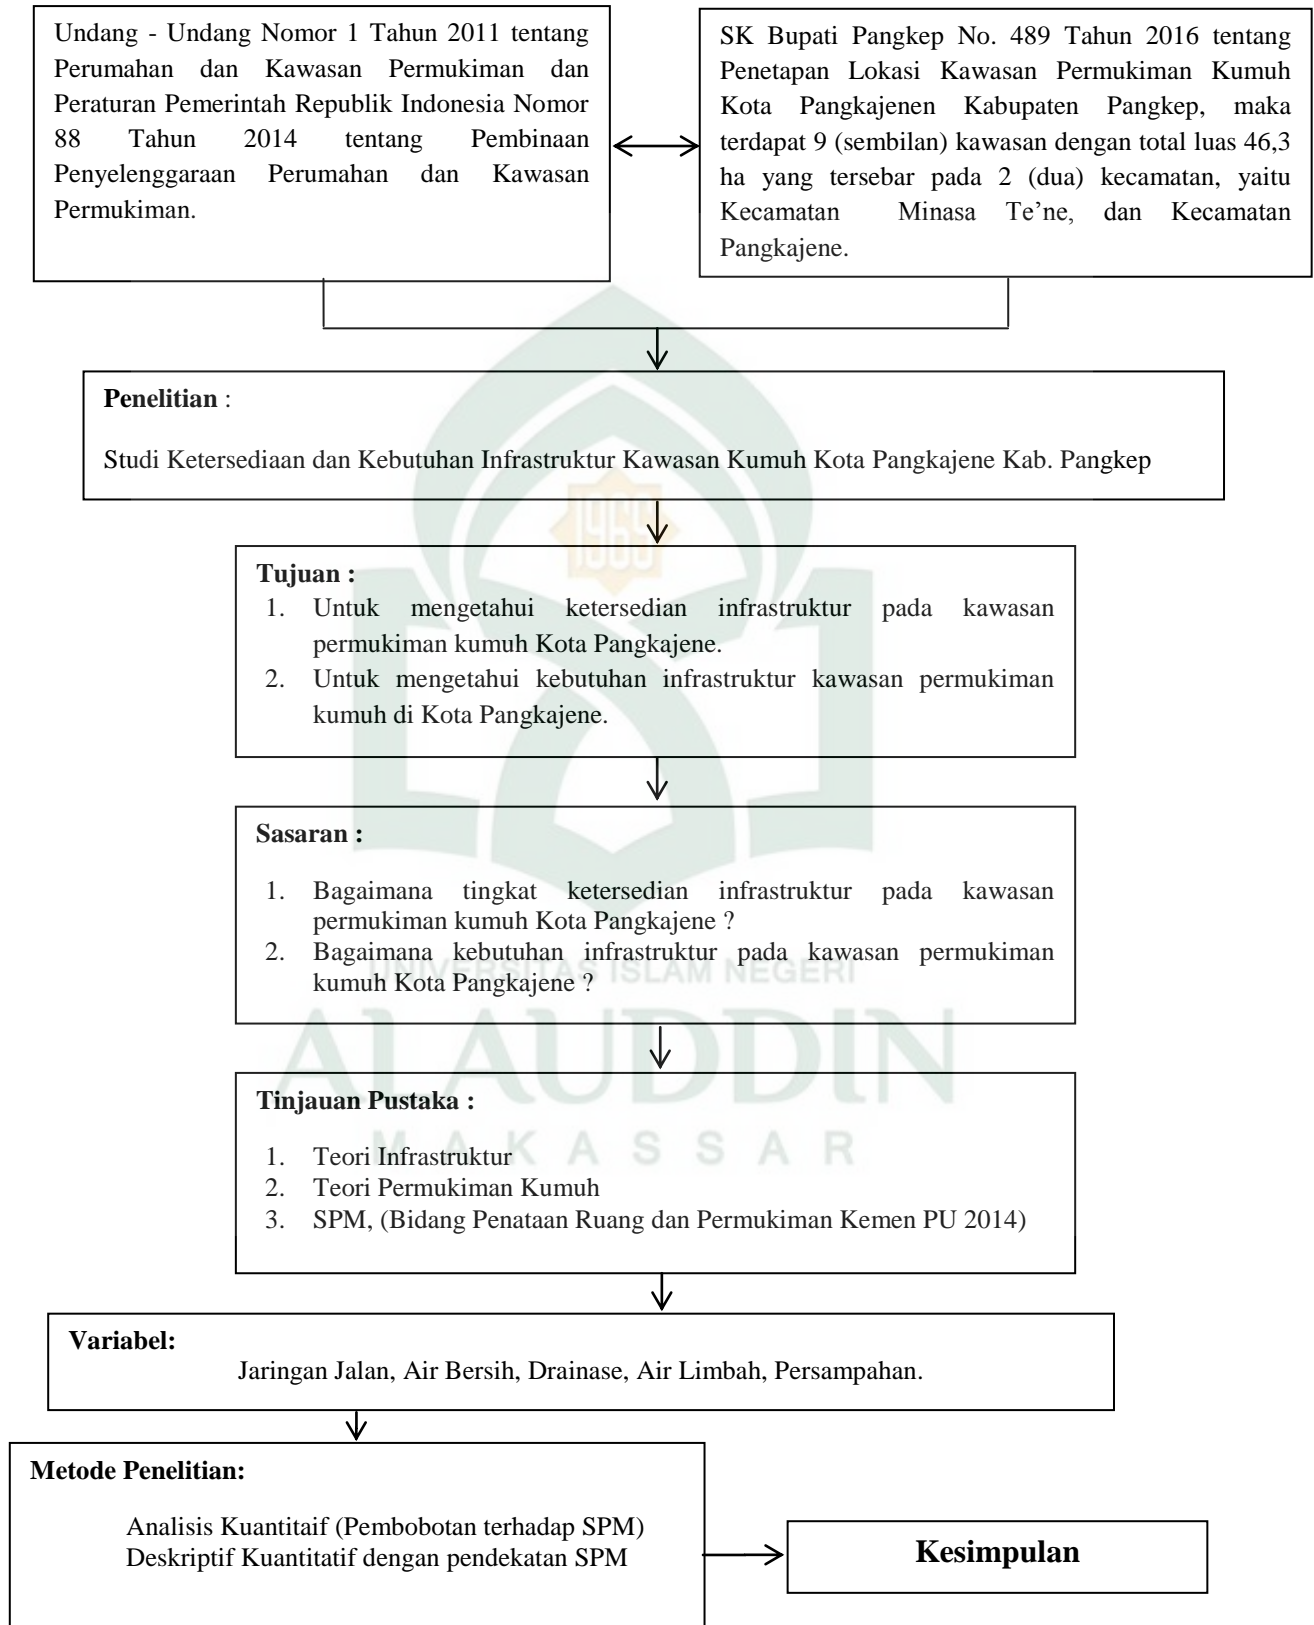 Undang - Undang Nomor 1 Tahun 2011 tentang
Perumahan dan Kawasan Permukiman dan
Peraturan Pemerintah Republik Indonesia Nomor
88 Tahun 2014 tentang Pembinaan
Penyelenggaraan Perumahan dan Kawasan
Permukiman.
SK Bupati Pangkep No. 489 Tahun 2016 tentang
Penetapan Lokasi Kawasan Permukiman Kumuh
Kota Pangkajenen Kabupaten Pangkep, maka
terdapat 9 (sembilan) kawasan dengan total luas 46,3
ha yang tersebar pada 2 (dua) kecamatan, yaitu
Kecamatan Minasa Te’ne, dan Kecamatan
Pangkajene.
Penelitian :
Studi Ketersediaan dan Kebutuhan Infrastruktur Kawasan Kumuh Kota Pangkajene Kab. Pangkep
1965
Tujuan :
1. Untuk mengetahui ketersedian infrastruktur pada kawasan
permukiman kumuh Kota Pangkajene.
2. Untuk mengetahui kebutuhan infrastruktur kawasan permukiman
kumuh di Kota Pangkajene.
Sasaran :
1. Bagaimana tingkat ketersedian infrastruktur pada kawasan
permukiman kumuh Kota Pangkajene ?
2. Bagaimana kebutuhan infrastruktur pada kawasan permukiman
kumuh Kota Pangkajene ?
UNIVERSITAS ISLAM NEGERI
ALAUDDIN
MAKASSAR
Tinjauan Pustaka :
1. Teori Infrastruktur
2. Teori Permukiman Kumuh
3. SPM, (Bidang Penataan Ruang dan Permukiman Kemen PU 2014)
Variabel:
Jaringan Jalan, Air Bersih, Drainase, Air Limbah, Persampahan.
Metode Penelitian:
Analisis Kuantitaif (Pembobotan terhadap SPM)
Deskriptif Kuantitatif dengan pendekatan SPM
Kesimpulan